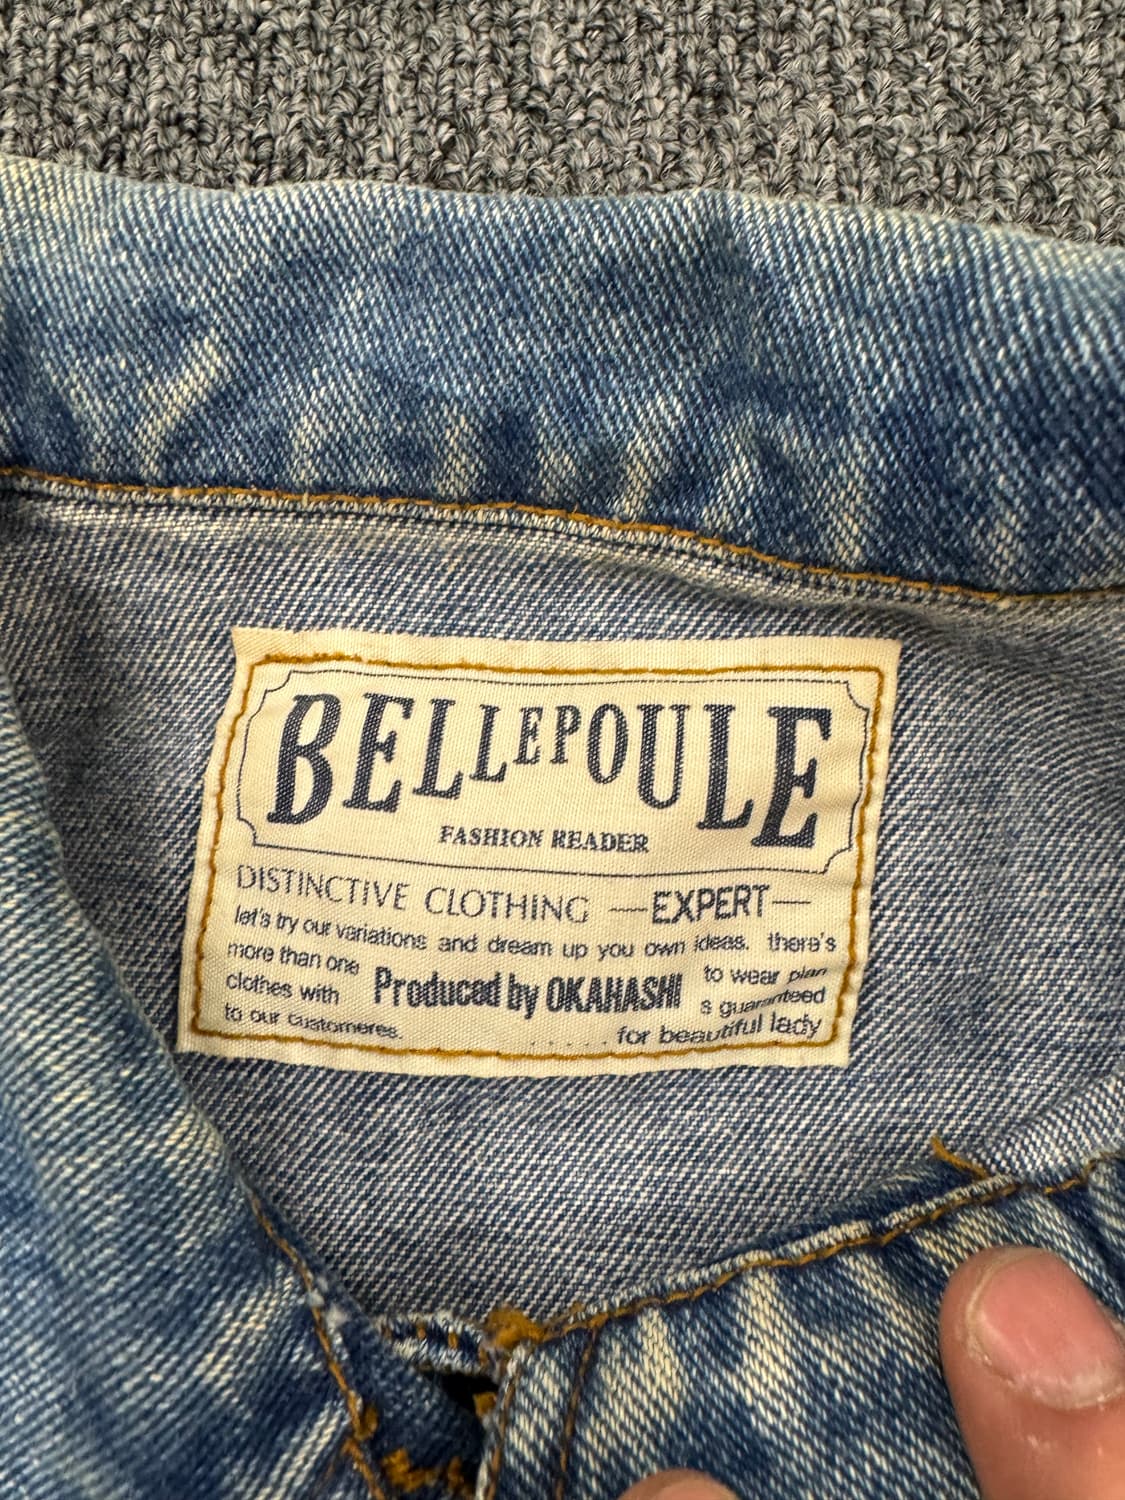 BELLEPOULE
FASHION READER
DISTINCTIVE CLOTHING —EXPERT—
let's try our variations and dream up you own ideas. there's
more than one Produced by OKAHASHI to wear plan
clothes with s guaranteed
to our customeres. . . . . . for beautiful lady